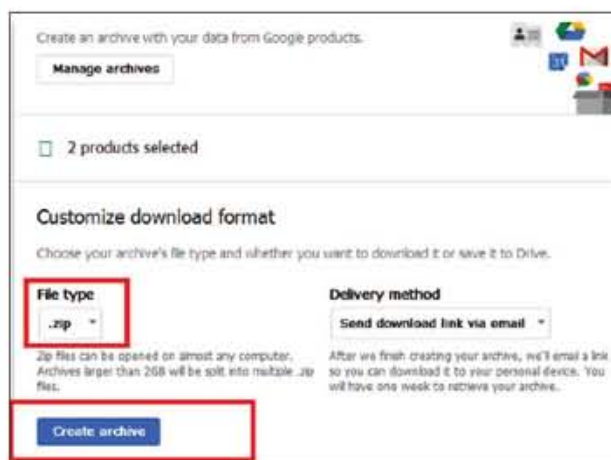 Create an archive with your data from Google products.
Manage archives
31
2 products selected
Customize download format
Choose your archive's file type and whether you want to download it or save it to Drive.
File type
.zip
Zip files can be opened on almost any computer.
Archives larger than 2GB will be split into multiple .zip
files.
Delivery method
Send download link via email
After we finish creating your archive, we'll email a link
so you can download it to your personal device. You
will have one week to retrieve your archive.
Create archive